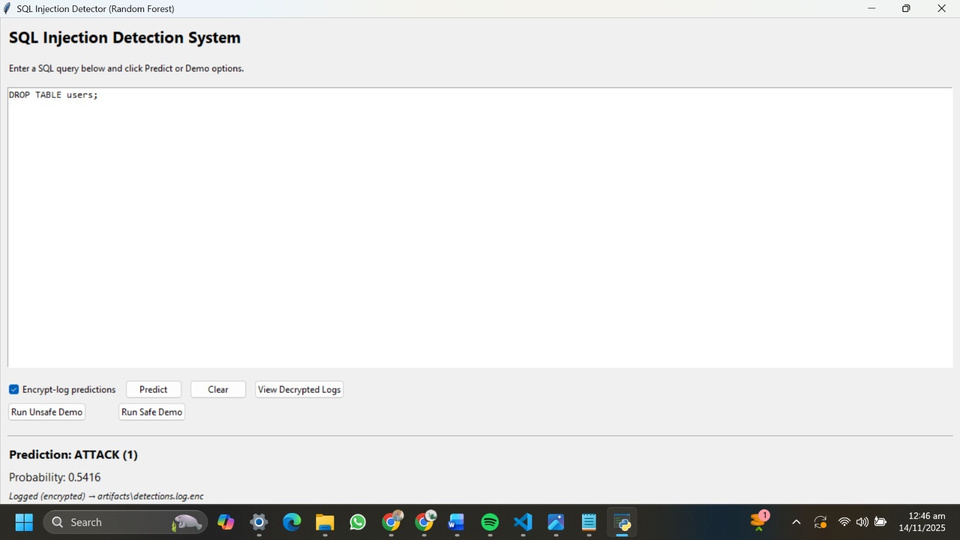 SQL Injection Detector (Random Forest)
SQL Injection Detection System
Enter a SQL query below and click Predict or Demo options.
DROP TABLE users;
Encrypt-log predictions Predict Clear View Decrypted Logs
Run Unsafe Demo Run Safe Demo
Prediction: ATTACK (1)
Probability: 0.5416
Logged (encrypted) → artifacts\detections.log.enc
Search 1 12:46 am
14/11/2025